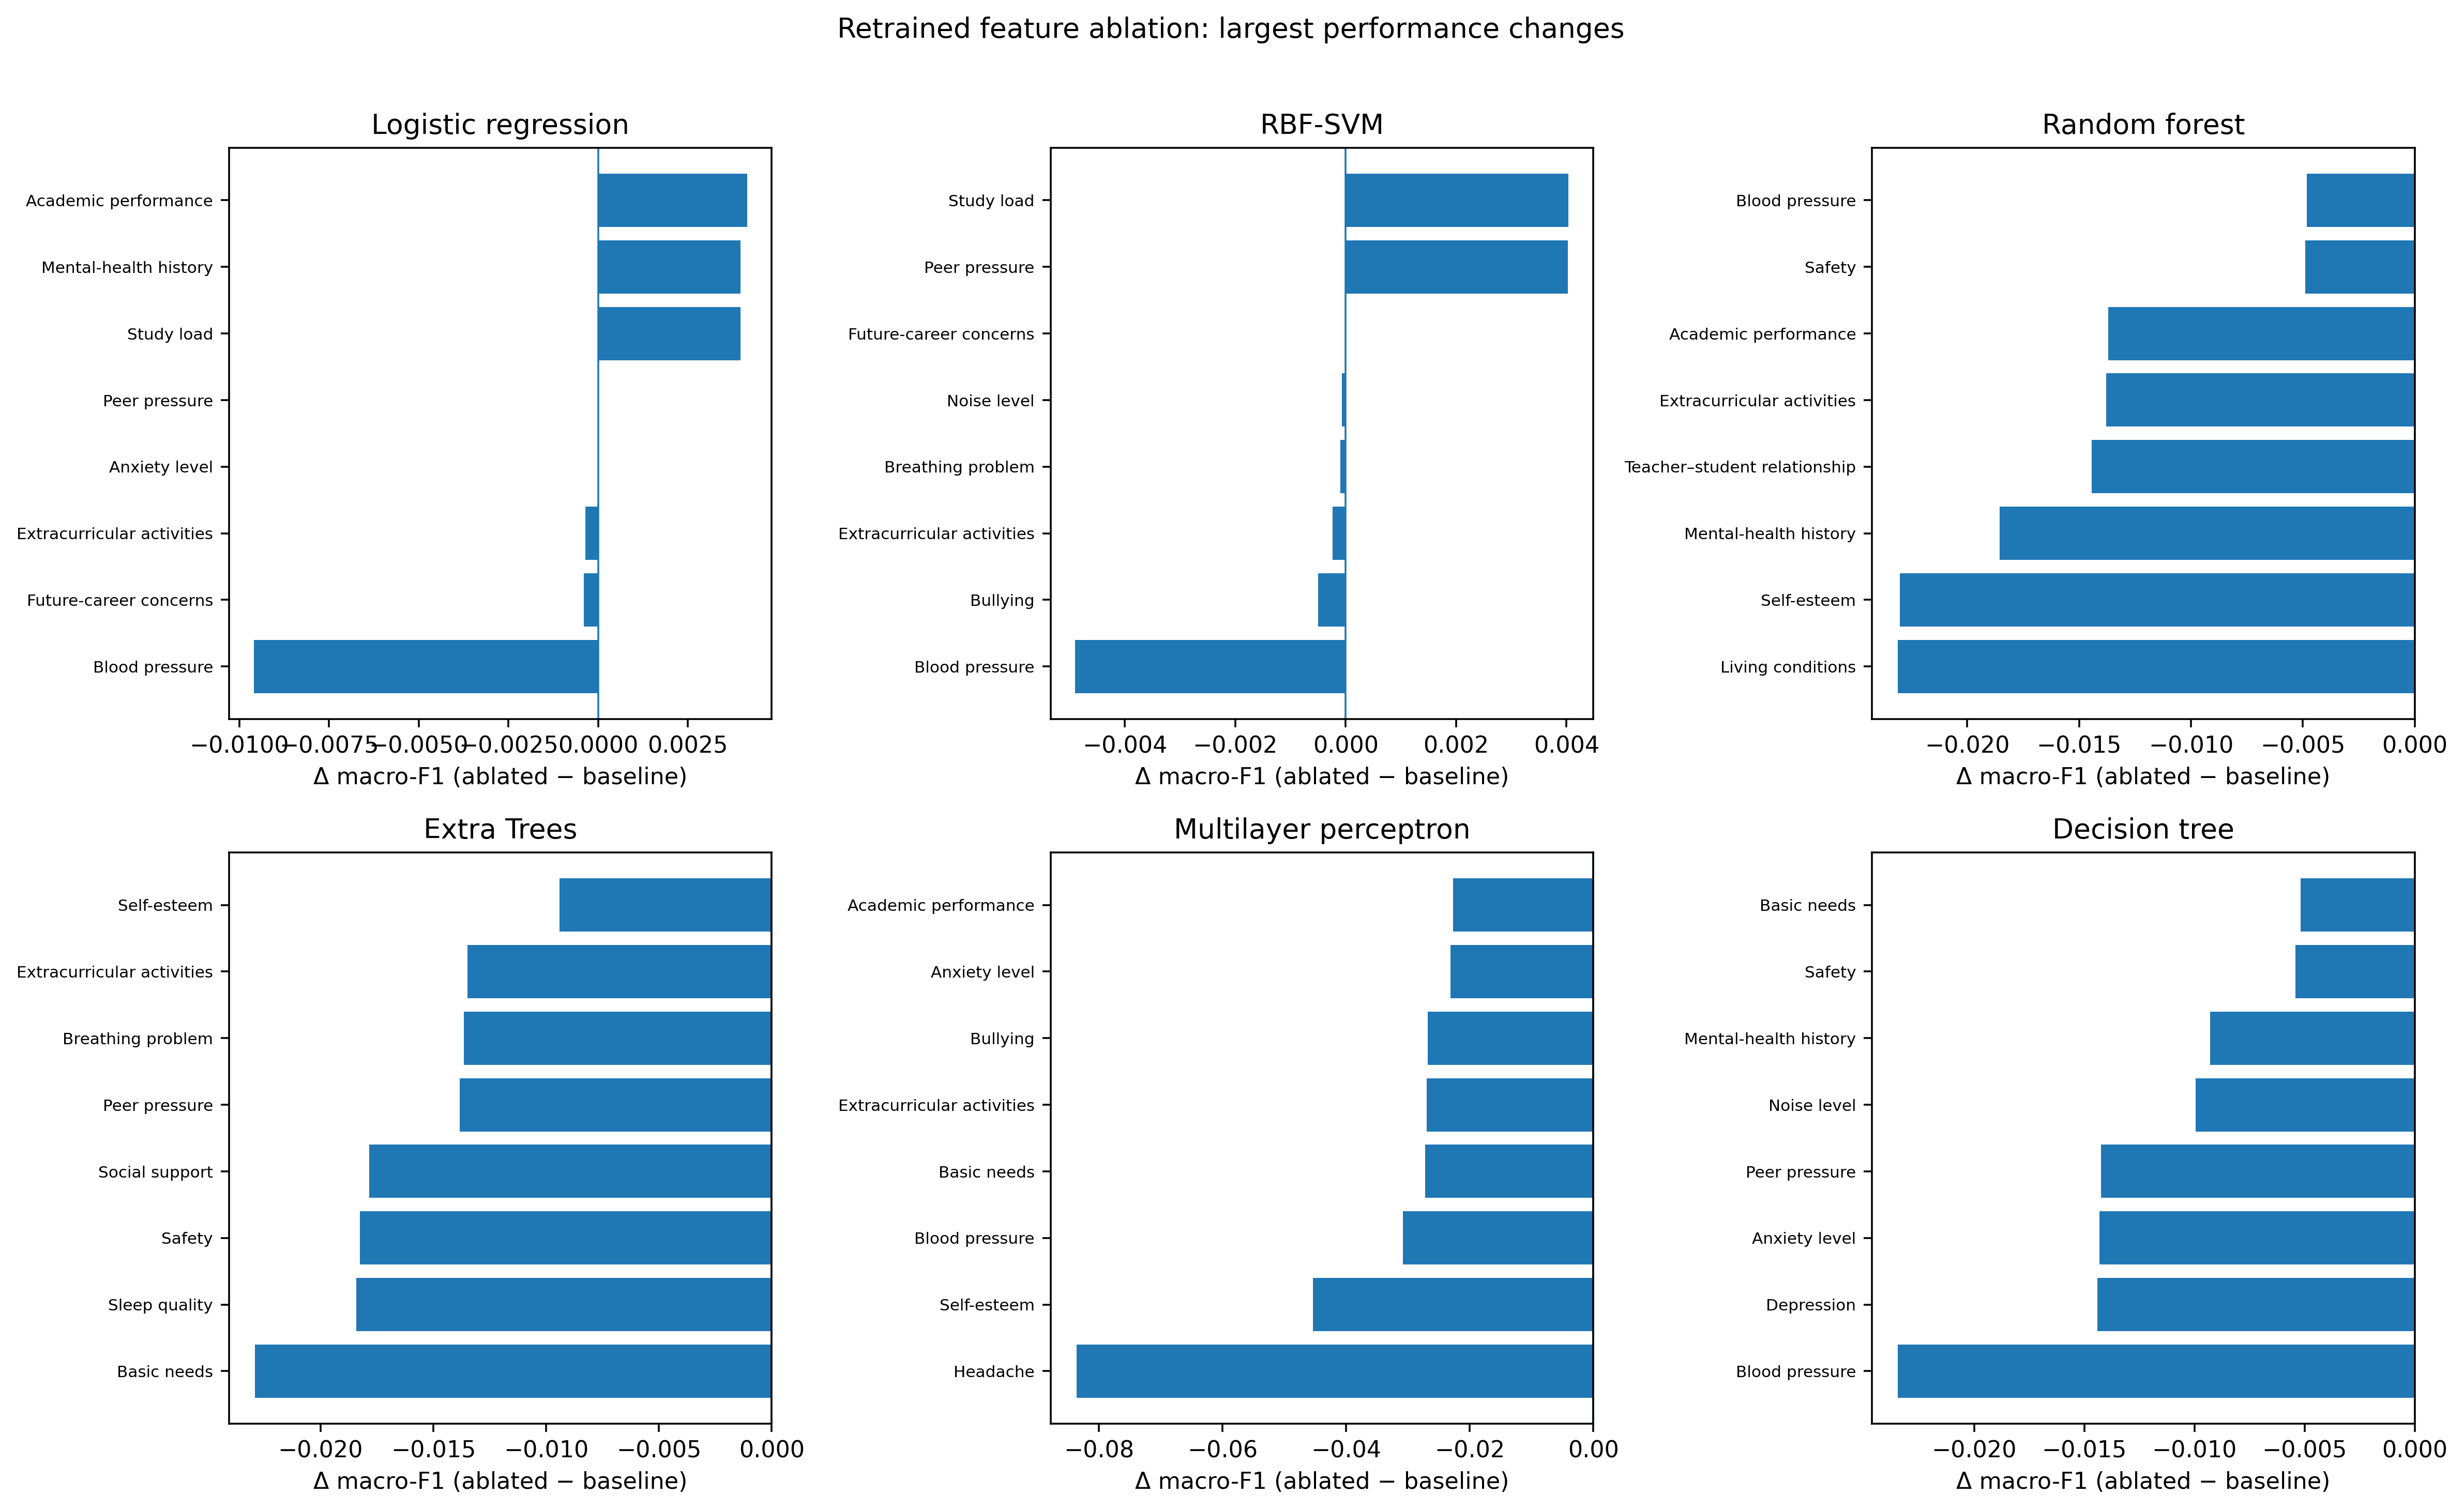 Retrained feature ablation: largest performance changes
Logistic regression
Academic performance
Mental-health history
Study load
Peer pressure
Anxiety level
Extracurricular activities
Future-career concerns
Blood pressure
−0.0100 −0.0075 −0.0050 −0.0025 0.0000 0.0025
Δ macro-F1 (ablated − baseline)
RBF-SVM
Study load
Peer pressure
Future-career concerns
Noise level
Breathing problem
Extracurricular activities
Bullying
Blood pressure
−0.004 −0.002 0.000 0.002 0.004
Δ macro-F1 (ablated − baseline)
Random forest
Blood pressure
Safety
Academic performance
Extracurricular activities
Teacher–student relationship
Mental-health history
Self-esteem
Living conditions
−0.020 −0.015 −0.010 −0.005 0.000
Δ macro-F1 (ablated − baseline)
Extra Trees
Self-esteem
Extracurricular activities
Breathing problem
Peer pressure
Social support
Safety
Sleep quality
Basic needs
−0.020 −0.015 −0.010 −0.005 0.000
Δ macro-F1 (ablated − baseline)
Multilayer perceptron
Academic performance
Anxiety level
Bullying
Extracurricular activities
Basic needs
Blood pressure
Self-esteem
Headache
−0.08 −0.06 −0.04 −0.02 0.00
Δ macro-F1 (ablated − baseline)
Decision tree
Basic needs
Safety
Mental-health history
Noise level
Peer pressure
Anxiety level
Depression
Blood pressure
−0.020 −0.015 −0.010 −0.005 0.000
Δ macro-F1 (ablated − baseline)